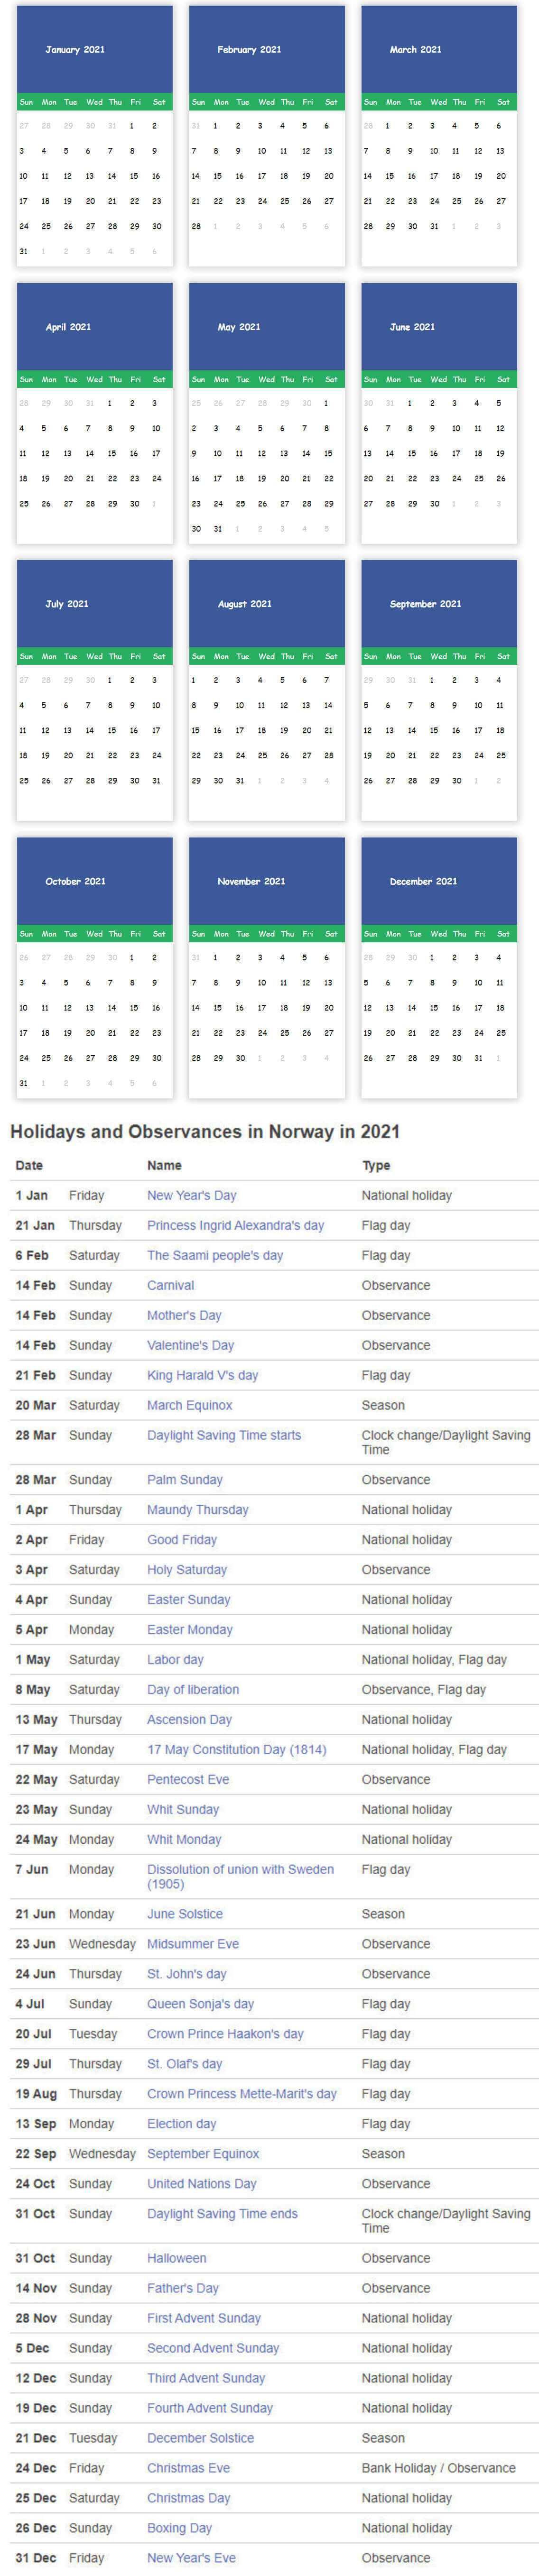 January 2021
Sun Mon Tue Wed Thu Fri Sat
27 28 29 30 31 1 2
3 4 5 6 7 8 9
10 11 12 13 14 15 16
17 18 19 20 21 22 23
24 25 26 27 28 29 30
31 1 2 3 4 5 6
February 2021
Sun Mon Tue Wed Thu Fri Sat
31 1 2 3 4 5 6
7 8 9 10 11 12 13
14 15 16 17 18 19 20
21 22 23 24 25 26 27
28 1 2 3 4 5 6
March 2021
Sun Mon Tue Wed Thu Fri Sat
28 1 2 3 4 5 6
7 8 9 10 11 12 13
14 15 16 17 18 19 20
21 22 23 24 25 26 27
28 29 30 31 1 2 3
April 2021
Sun Mon Tue Wed Thu Fri Sat
28 29 30 31 1 2 3
4 5 6 7 8 9 10
11 12 13 14 15 16 17
18 19 20 21 22 23 24
25 26 27 28 29 30 1
May 2021
Sun Mon Tue Wed Thu Fri Sat
25 26 27 28 29 30 1
2 3 4 5 6 7 8
9 10 11 12 13 14 15
16 17 18 19 20 21 22
23 24 25 26 27 28 29
30 31 1 2 3 4 5
June 2021
Sun Mon Tue Wed Thu Fri Sat
30 31 1 2 3 4 5
6 7 8 9 10 11 12
13 14 15 16 17 18 19
20 21 22 23 24 25 26
27 28 29 30 1 2 3
July 2021
Sun Mon Tue Wed Thu Fri Sat
27 28 29 30 1 2 3
4 5 6 7 8 9 10
11 12 13 14 15 16 17
18 19 20 21 22 23 24
25 26 27 28 29 30 31
August 2021
Sun Mon Tue Wed Thu Fri Sat
1 2 3 4 5 6 7
8 9 10 11 12 13 14
15 16 17 18 19 20 21
22 23 24 25 26 27 28
29 30 31 1 2 3 4
September 2021
Sun Mon Tue Wed Thu Fri Sat
29 30 31 1 2 3 4
5 6 7 8 9 10 11
12 13 14 15 16 17 18
19 20 21 22 23 24 25
26 27 28 29 30 1 2
October 2021
Sun Mon Tue Wed Thu Fri Sat
26 27 28 29 30 1 2
3 4 5 6 7 8 9
10 11 12 13 14 15 16
17 18 19 20 21 22 23
24 25 26 27 28 29 30
31 1 2 3 4 5 6
November 2021
Sun Mon Tue Wed Thu Fri Sat
31 1 2 3 4 5 6
7 8 9 10 11 12 13
14 15 16 17 18 19 20
21 22 23 24 25 26 27
28 29 30 1 2 3 4
December 2021
Sun Mon Tue Wed Thu Fri Sat
28 29 30 1 2 3 4
5 6 7 8 9 10 11
12 13 14 15 16 17 18
19 20 21 22 23 24 25
26 27 28 29 30 31 1
Holidays and Observances in Norway in 2021
Date Name Type
1 Jan Friday New Year's Day National holiday
21 Jan Thursday Princess Ingrid Alexandra's day Flag day
6 Feb Saturday The Saami people's day Flag day
14 Feb Sunday Carnival Observance
14 Feb Sunday Mother's Day Observance
14 Feb Sunday Valentine's Day Observance
21 Feb Sunday King Harald V's day Flag day
20 Mar Saturday March Equinox Season
28 Mar Sunday Daylight Saving Time starts Clock change/Daylight Saving
Time
28 Mar Sunday Palm Sunday Observance
1 Apr Thursday Maundy Thursday National holiday
2 Apr Friday Good Friday National holiday
3 Apr Saturday Holy Saturday Observance
4 Apr Sunday Easter Sunday National holiday
5 Apr Monday Easter Monday National holiday
1 May Saturday Labor day National holiday, Flag day
8 May Saturday Day of liberation Observance, Flag day
13 May Thursday Ascension Day National holiday
17 May Monday 17 May Constitution Day (1814) National holiday, Flag day
22 May Saturday Pentecost Eve Observance
23 May Sunday Whit Sunday National holiday
24 May Monday Whit Monday National holiday
7 Jun Monday Dissolution of union with Sweden Flag day
(1905)
21 Jun Monday June Solstice Season
23 Jun Wednesday Midsummer Eve Observance
24 Jun Thursday St. John's day Observance
4 Jul Sunday Queen Sonja's day Flag day
20 Jul Tuesday Crown Prince Haakon's day Flag day
29 Jul Thursday St. Olaf's day Flag day
19 Aug Thursday Crown Princess Mette-Marit's day Flag day
13 Sep Monday Election day Flag day
22 Sep Wednesday September Equinox Season
24 Oct Sunday United Nations Day Observance
31 Oct Sunday Daylight Saving Time ends Clock change/Daylight Saving
Time
31 Oct Sunday Halloween Observance
14 Nov Sunday Father's Day Observance
28 Nov Sunday First Advent Sunday National holiday
5 Dec Sunday Second Advent Sunday National holiday
12 Dec Sunday Third Advent Sunday National holiday
19 Dec Sunday Fourth Advent Sunday National holiday
21 Dec Tuesday December Solstice Season
24 Dec Friday Christmas Eve Bank Holiday / Observance
25 Dec Saturday Christmas Day National holiday
26 Dec Sunday Boxing Day National holiday
31 Dec Friday New Year's Eve Observance